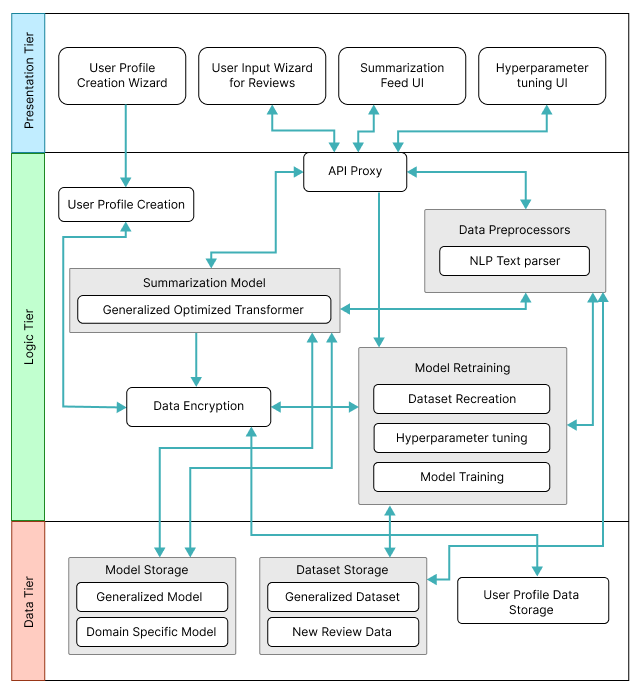 Presentation Tier
User Profile
Creation Wizard
User Input Wizard
for Reviews
Summarization
Feed UI
Hyperparameter
tuning UI
Logic Tier
API Proxy
User Profile Creation
Data Preprocessors
NLP Text parser
Summarization Model
Generalized Optimized Transformer
Model Retraining
Dataset Recreation
Hyperparameter tuning
Model Training
Data Encryption
Data Tier
Model Storage
Generalized Model
Domain Specific Model
Dataset Storage
Generalized Dataset
New Review Data
User Profile Data
Storage